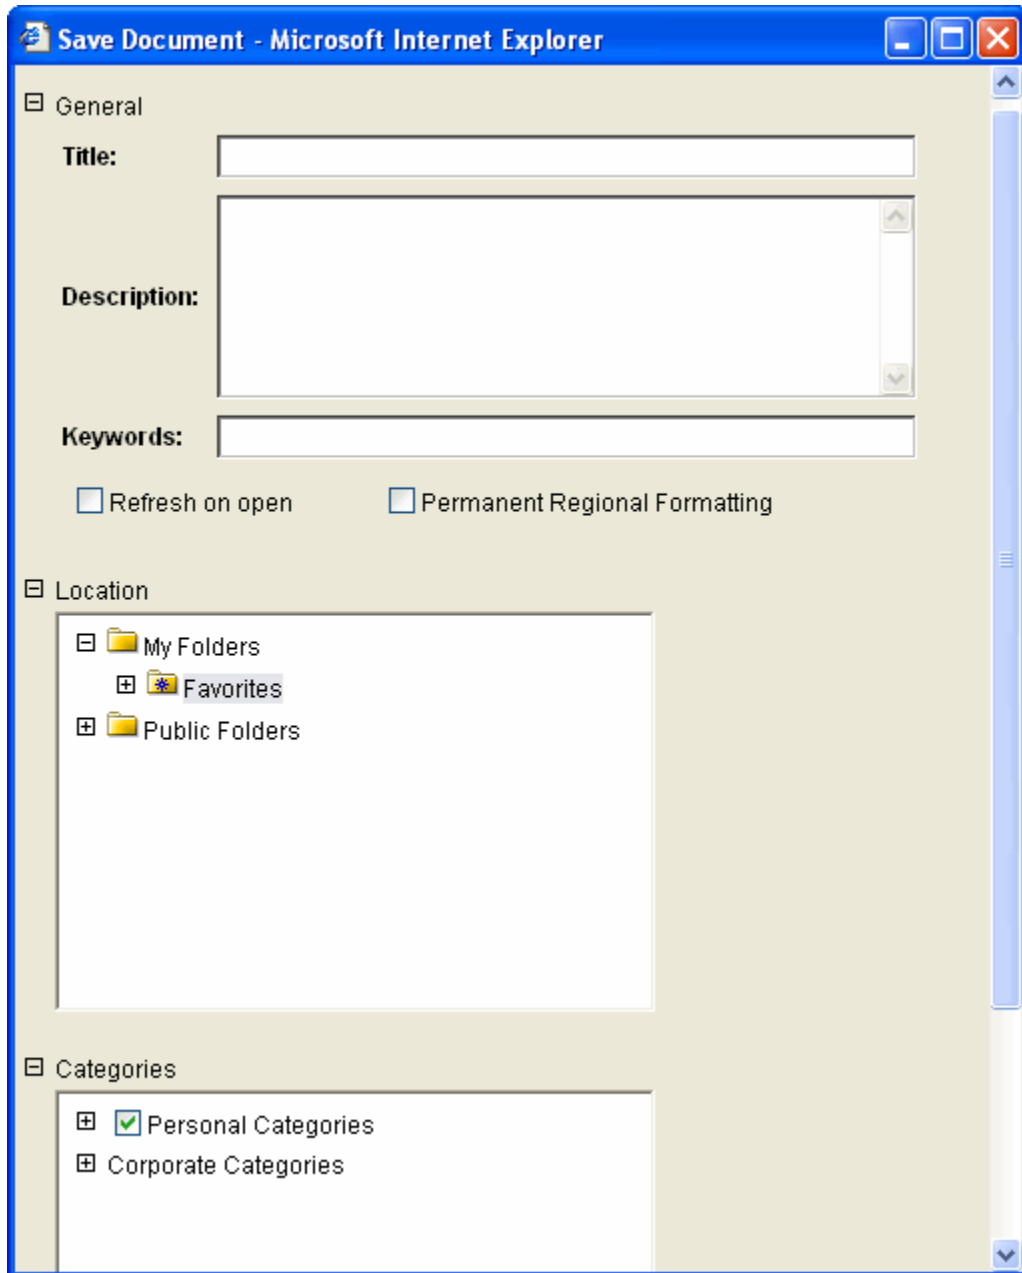 Save Document - Microsoft Internet Explorer
General
Title:
Description:
Keywords:
Refresh on open Permanent Regional Formatting
Location
My Folders
Favorites
Public Folders
Categories
Personal Categories
Corporate Categories